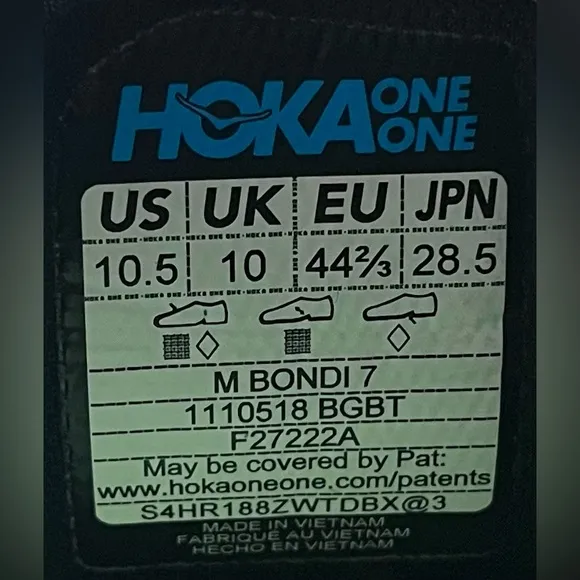 HOKA ONE ONE
US UK EU JPN
10.5 10 44⅔ 28.5
M BONDI 7
1110518 BGBT
F27222A
May be covered by Pat:
www.hokaoneone.com/patents
S4HR188ZWTDBX@3
MADE IN VIETNAM
FABRIQUÉ AU VIETNAM
HECHO EN VIETNAM